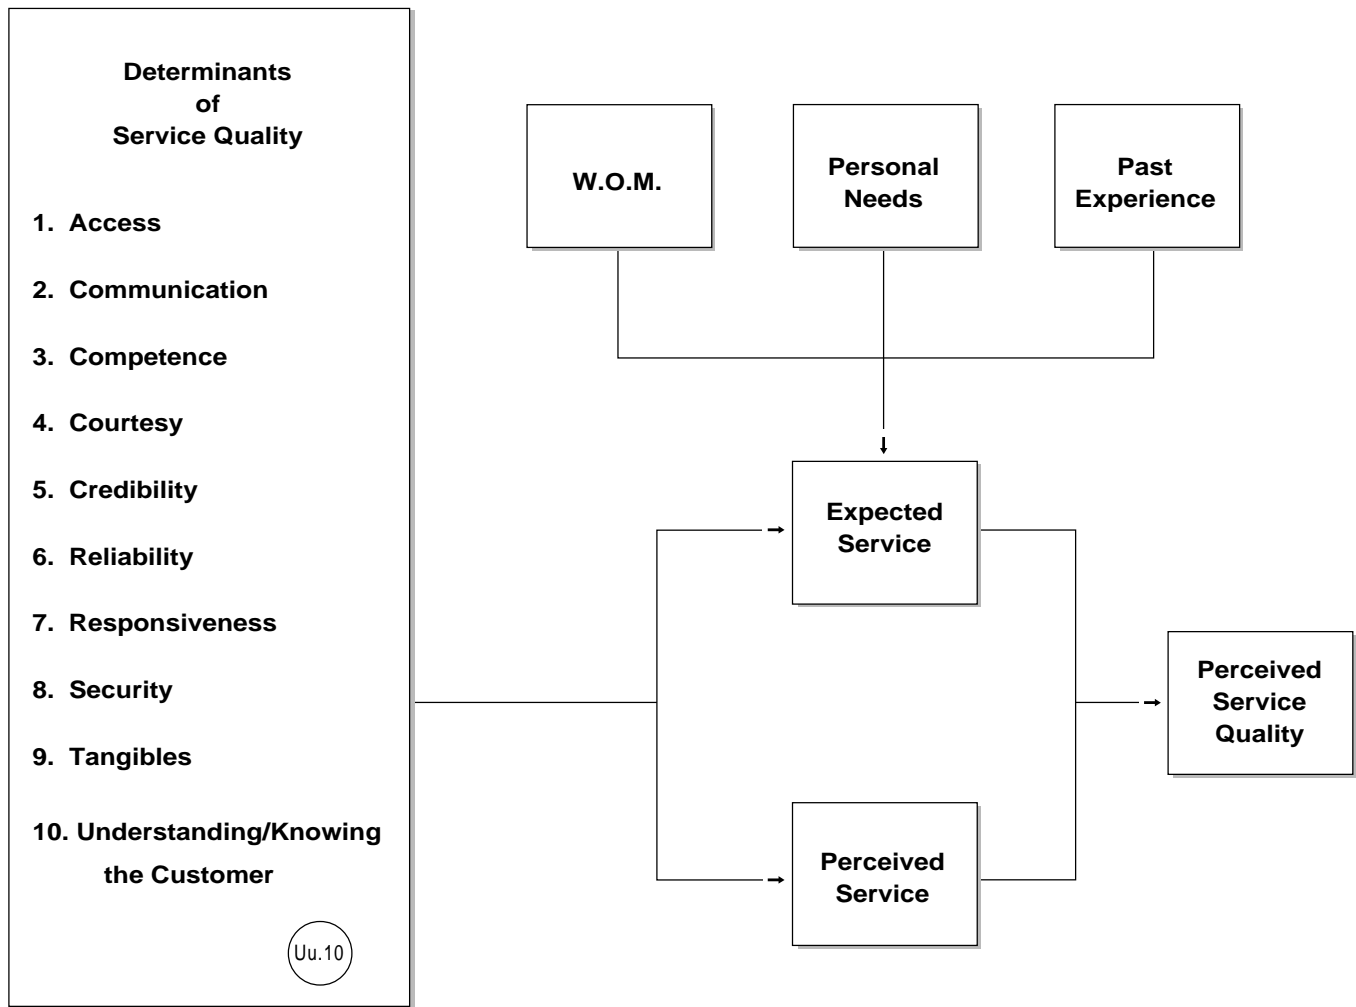 Determinants
of
Service Quality
1. Access
2. Communication
3. Competence
4. Courtesy
5. Credibility
6. Reliability
7. Responsiveness
8. Security
9. Tangibles
10. Understanding/Knowing
the Customer
Uu.10
W.O.M.
Personal
Needs
Past
Experience
Expected
Service
Perceived
Service
Perceived
Service
Quality